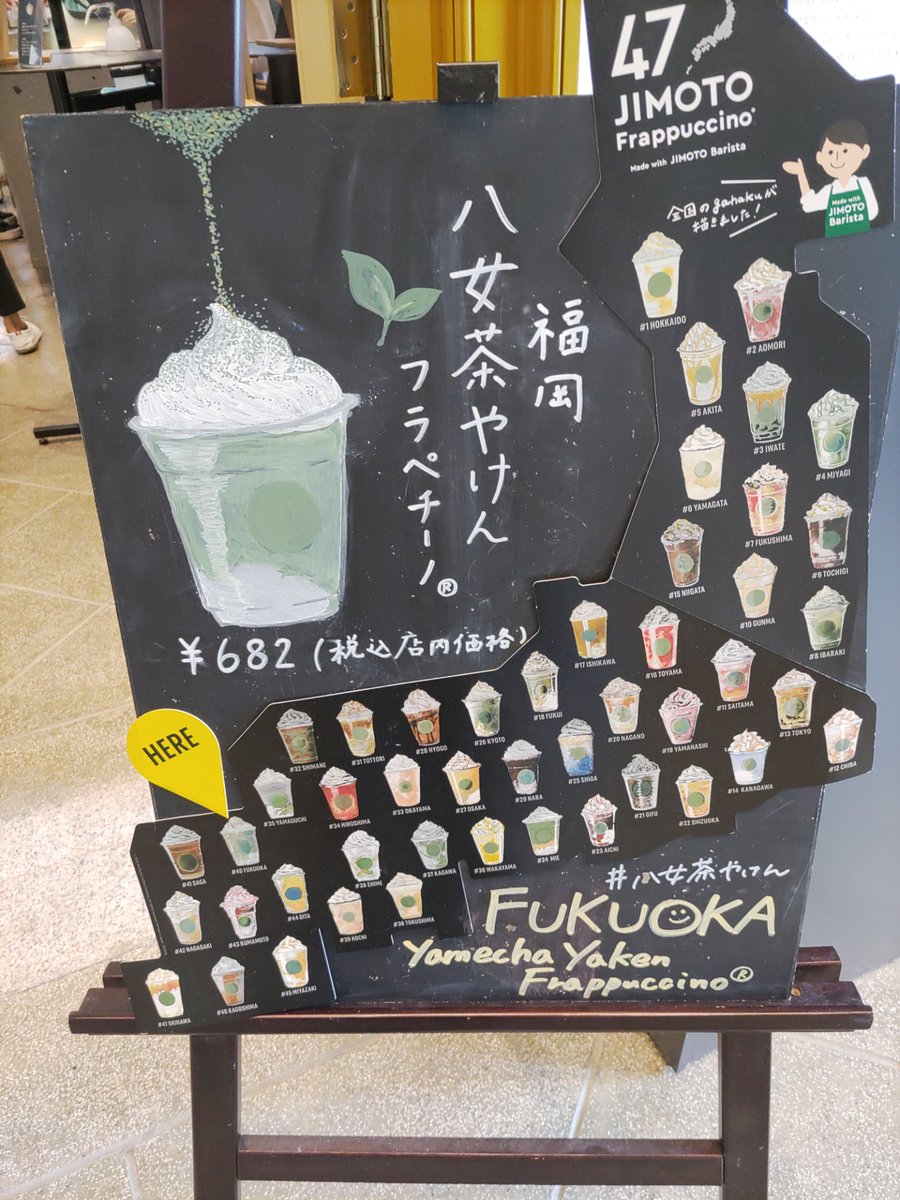 47
JIMOTO
Frappuccino®
Made with JIMOTO Barista
全国のgahakuが
描きました!
Made with
JIMOTO
Barista
福岡
八女茶やけん
フラペチーノ®
¥682 (税込店内価格)
#1 HOKKAIDO
#2 AOMORI
#5 AKITA
#3 IWATE
#4 MIYAGI
#6 YAMAGATA
#7 FUKUSHIMA
#15 NIIGATA
#9 TOCHIGI
#10 GUNMA
#8 IBARAKI
#17 ISHIKAWA
#16 TOYAMA
#11 SAITAMA
#18 FUKUI
#20 NAGANO
#19 YAMANASHI
#13 TOKYO
#32 SHIMANE
#31 TOTTORI
#28 HYOGO
#26 KYOTO
#12 CHIBA
HERE
#35 YAMAGUCHI
#34 HIROSHIMA
#33 OKAYAMA
#27 OSAKA
#29 NARA
#25 SHIGA
#21 GIFU
#22 SHIZUOKA
#14 KANAGAWA
#41 SAGA
#40 FUKUOKA
#38 EHIME
#37 KAGAWA
#30 WAKAYAMA
#24 MIE
#23 AICHI
#42 NAGASAKI
#43 KUMAMOTO
#44 OITA
#39 KOCHI
#36 TOKUSHIMA
#47 OKINAWA
#46 KAGOSHIMA
#45 MIYAZAKI
#八女茶やけん
FUKUOKA
Yamecha Yaken
Frappuccino®